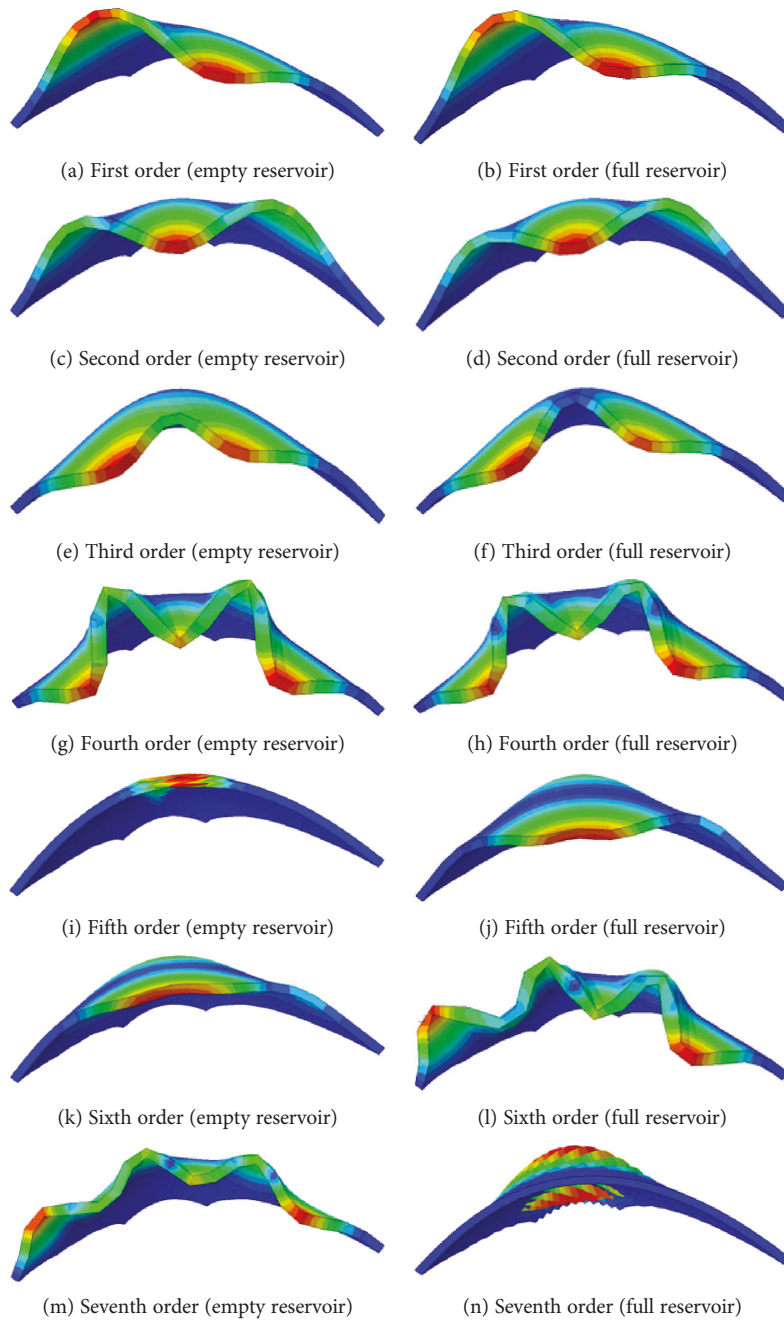 (a) First order (empty reservoir)
(b) First order (full reservoir)
(c) Second order (empty reservoir)
(d) Second order (full reservoir)
(e) Third order (empty reservoir)
(f) Third order (full reservoir)
(g) Fourth order (empty reservoir)
(h) Fourth order (full reservoir)
(i) Fifth order (empty reservoir)
(j) Fifth order (full reservoir)
(k) Sixth order (empty reservoir)
(l) Sixth order (full reservoir)
(m) Seventh order (empty reservoir)
(n) Seventh order (full reservoir)